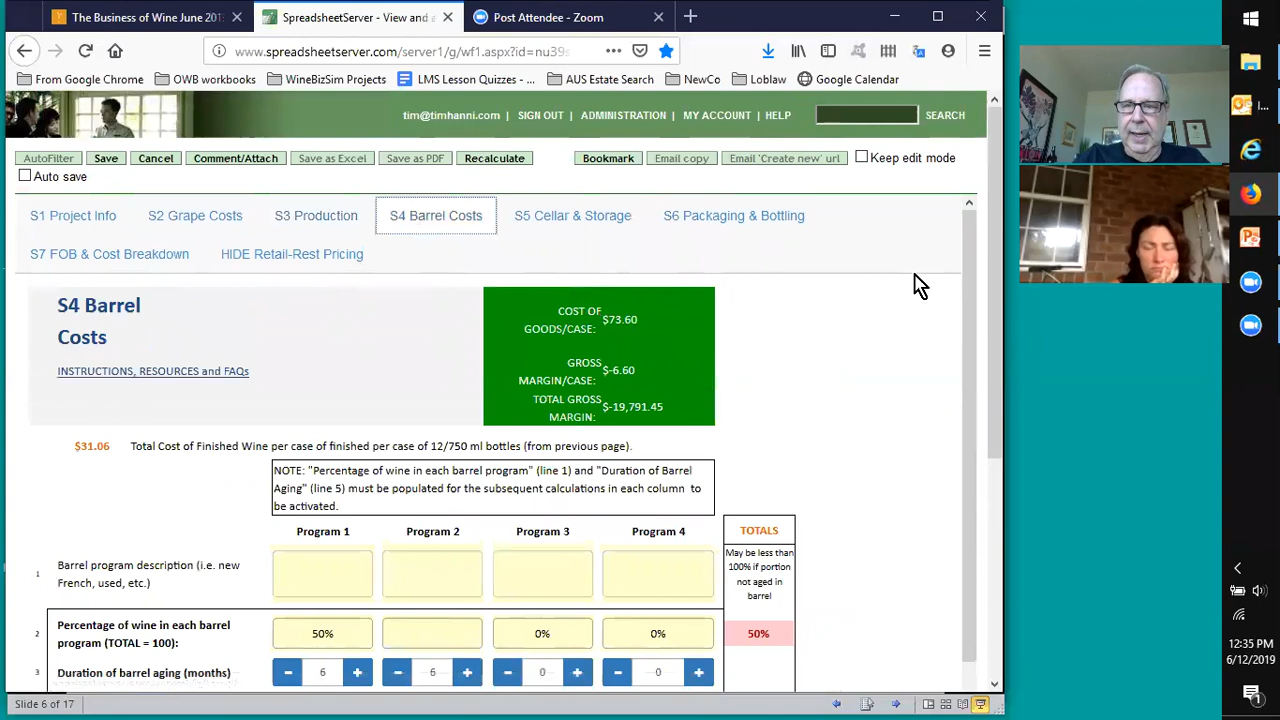 The Business of Wine June 201
SpreadsheetServer - View and a
Post Attendee - Zoom
www.spreadsheetserver.com/server1/g/wf1.aspx?id=nu39s
From Google Chrome
OWB workbooks
WineBizSim Projects
LMS Lesson Quizzes - ...
AUS Estate Search
NewCo
Loblaw
Google Calendar
tim@timhanni.com | SIGN OUT | ADMINISTRATION | MY ACCOUNT | HELP
SEARCH
AutoFilter
Save
Cancel
Comment/Attach
Save as Excel
Save as PDF
Recalculate
Bookmark
Email copy
Email 'Create new' url
Keep edit mode
Auto save
S1 Project Info
S2 Grape Costs
S3 Production
S4 Barrel Costs
S5 Cellar & Storage
S6 Packaging & Bottling
S7 FOB & Cost Breakdown
HIDE Retail-Rest Pricing
S4 Barrel
Costs
INSTRUCTIONS, RESOURCES and FAQs
COST OF
GOODS/CASE: $73.60
GROSS
MARGIN/CASE: $-6.60
TOTAL GROSS
MARGIN: $-19,791.45
$31.06 Total Cost of Finished Wine per case of finished per case of 12/750 ml bottles (from previous page).
NOTE: "Percentage of wine in each barrel program" (line 1) and "Duration of Barrel
Aging" (line 5) must be populated for the subsequent calculations in each column to
be activated.
Program 1 Program 2 Program 3 Program 4 TOTALS
1 Barrel program description (i.e. new
French, used, etc.)
May be less than
100% if portion
not aged in
barrel
2 Percentage of wine in each barrel
program (TOTAL = 100): 50% 0% 0% 50%
3 Duration of barrel aging (months) - 6 + - 6 + - 0 + - 0 +
Slide 6 of 17
12:35 PM
6/12/2019
1